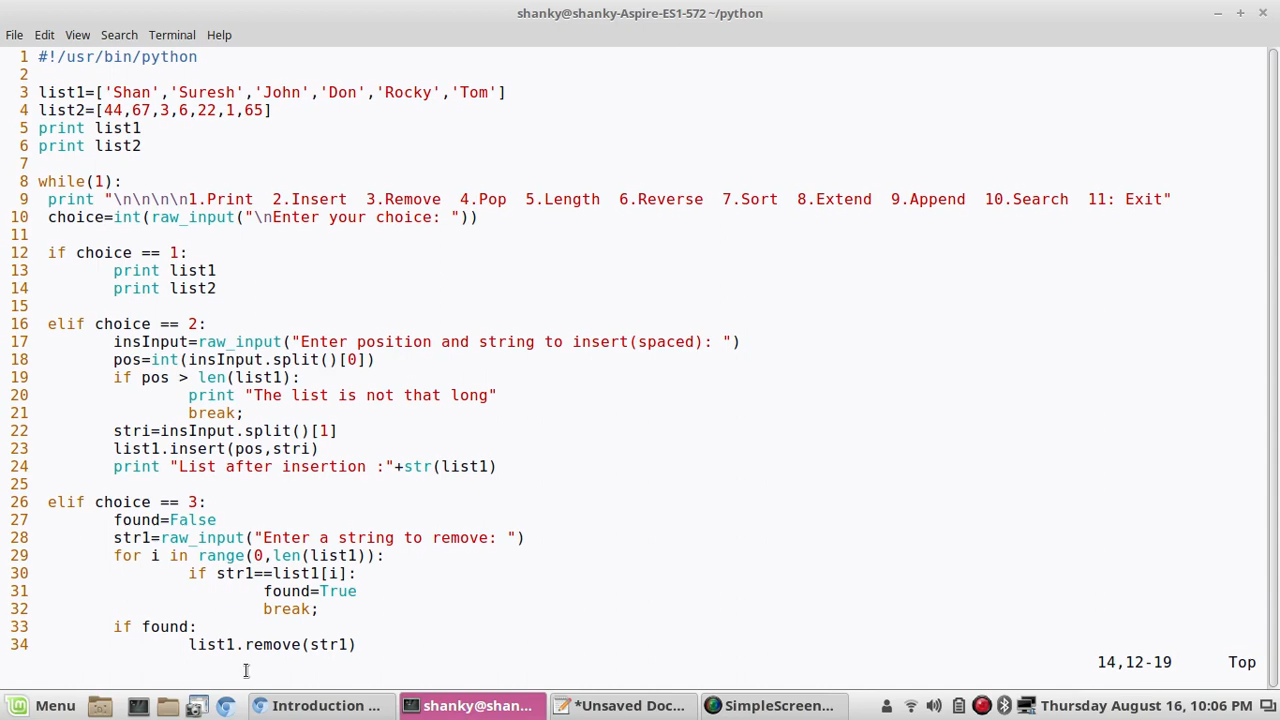 shanky@shanky-Aspire-ES1-572 ~/python
File Edit View Search Terminal Help
1 #!/usr/bin/python
2
3 list1=['Shan','Suresh','John','Don','Rocky','Tom']
4 list2=[44,67,3,6,22,1,65]
5 print list1
6 print list2
7
8 while(1):
9  print "\n\n\n\n1.Print  2.Insert  3.Remove  4.Pop  5.Length  6.Reverse  7.Sort  8.Extend  9.Append  10.Search  11: Exit"
10  choice=int(raw_input("\nEnter your choice: "))
11
12  if choice == 1:
13         print list1
14         print list2
15
16  elif choice == 2:
17         insInput=raw_input("Enter position and string to insert(spaced): ")
18         pos=int(insInput.split()[0])
19         if pos > len(list1):
20                 print "The list is not that long"
21                 break;
22         stri=insInput.split()[1]
23         list1.insert(pos,stri)
24         print "List after insertion :"+str(list1)
25
26  elif choice == 3:
27         found=False
28         str1=raw_input("Enter a string to remove: ")
29         for i in range(0,len(list1)):
30                 if str1==list1[i]:
31                         found=True
32                         break;
33         if found:
34                 list1.remove(str1)
14,12-19 Top
Menu Introduction ... shanky@shan... *Unsaved Doc... SimpleScreen... Thursday August 16, 10:06 PM